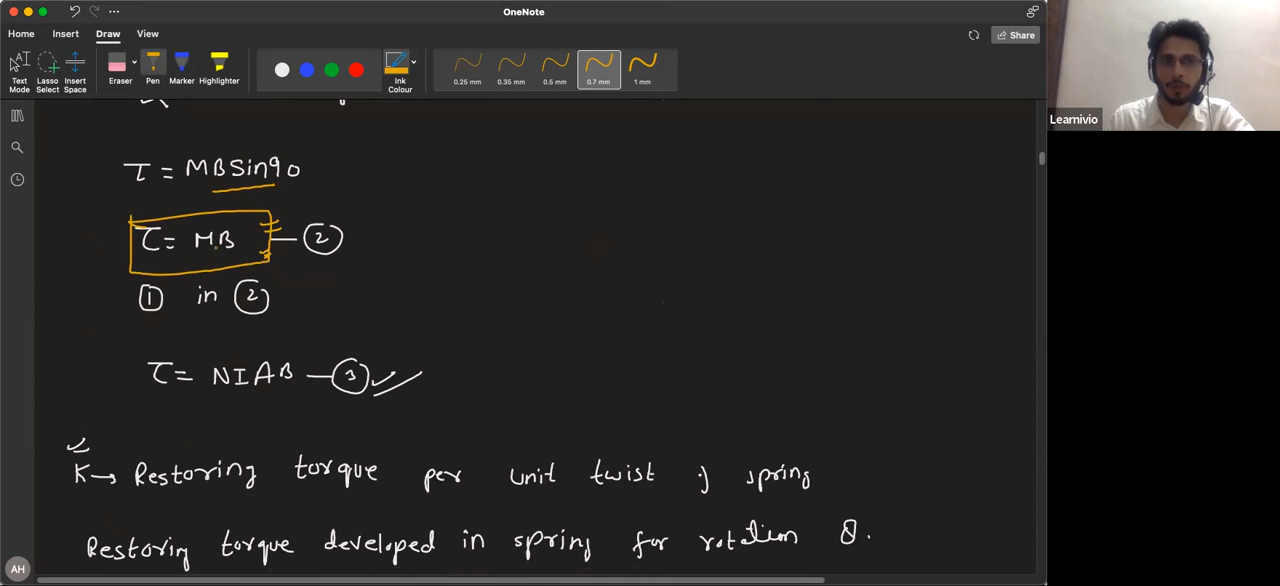 OneNote
Home Insert Draw View
Share
Text Mode
Lasso Select
Insert Space
Eraser
Pen
Marker
Highlighter
Ink Colour
0.25 mm
0.35 mm
0.5 mm
0.7 mm
1 mm
Learnivio
τ = MBSin90
τ = MB — ②
① in ②
τ = NIAB — ③
K → Restoring torque per unit twist of spring
Restoring torque developed in spring for rotation θ.
AH